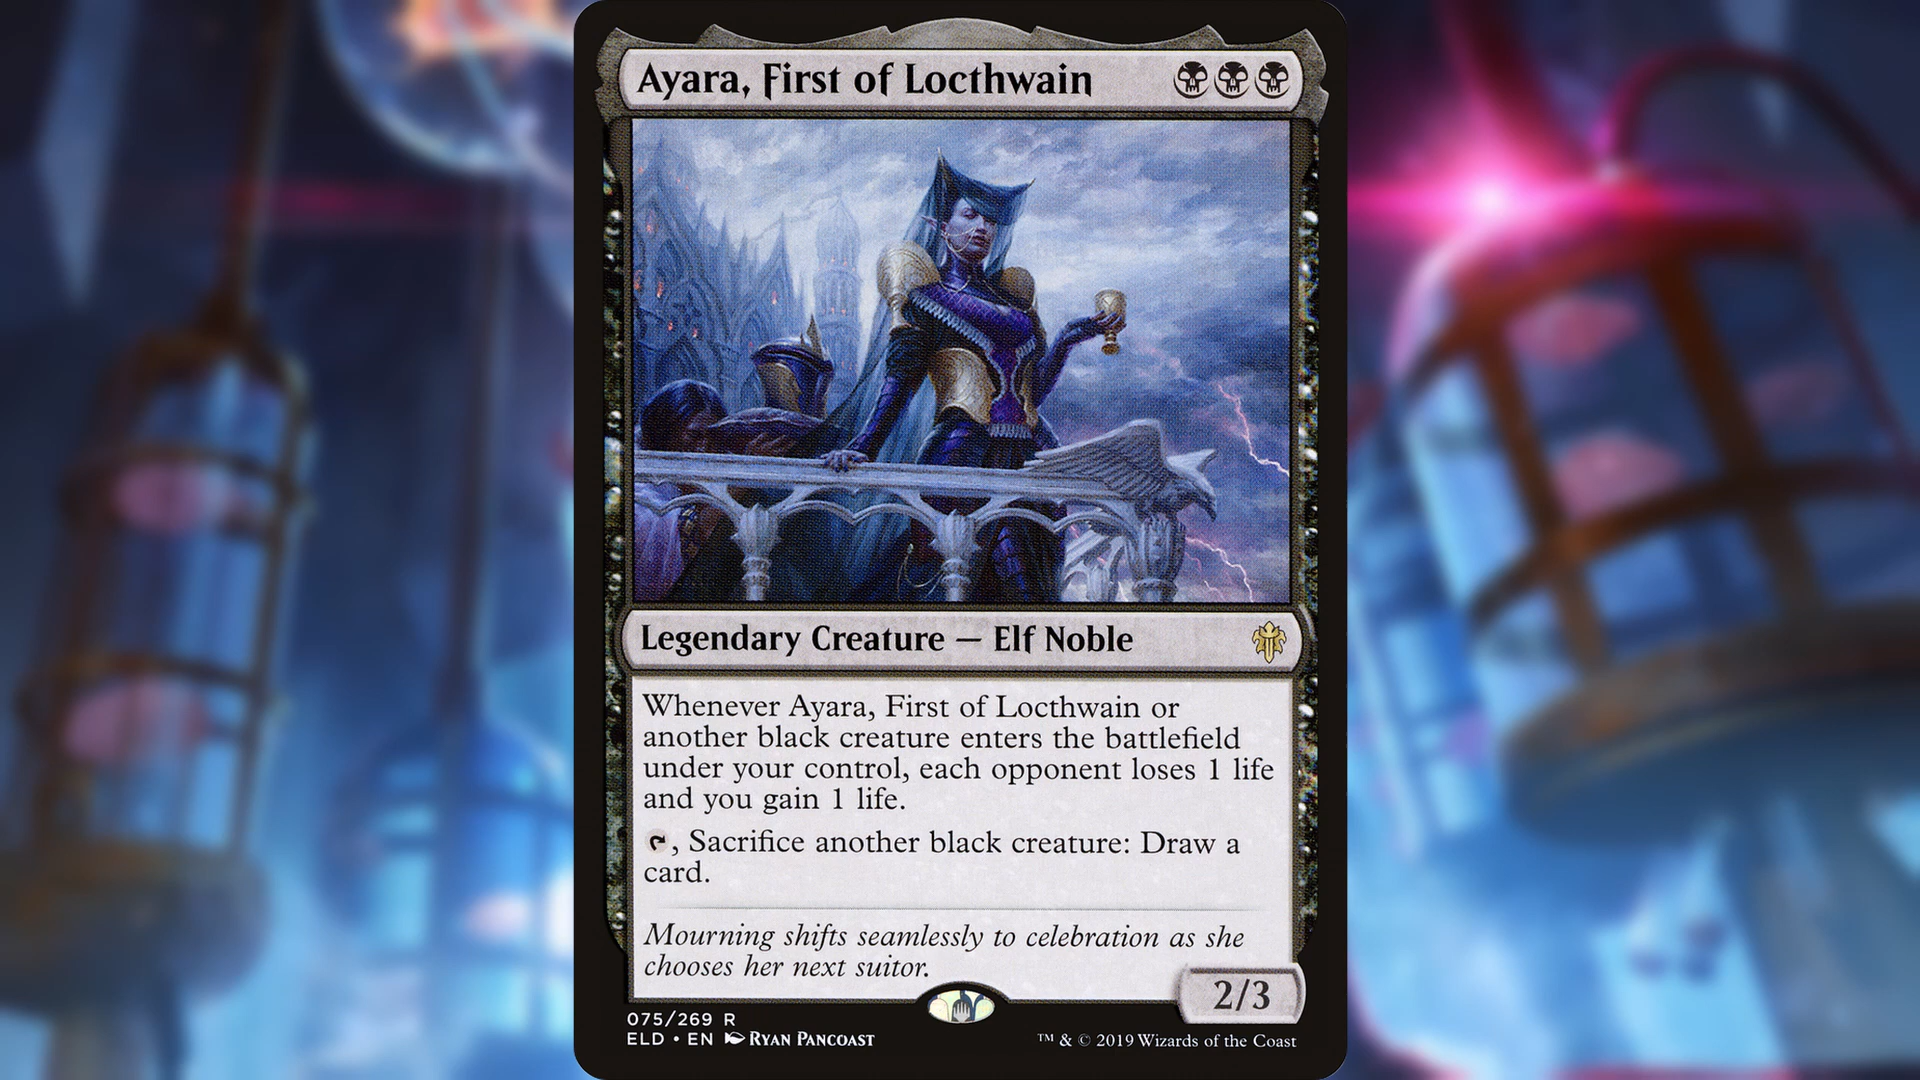 Ayara, First of Locthwain
Legendary Creature — Elf Noble
Whenever Ayara, First of Locthwain or
another black creature enters the battlefield
under your control, each opponent loses 1 life
and you gain 1 life.
, Sacrifice another black creature: Draw a
card.
Mourning shifts seamlessly to celebration as she
chooses her next suitor.
2/3
075/269 R
ELD • EN Ryan Pancoast
™ & © 2019 Wizards of the Coast